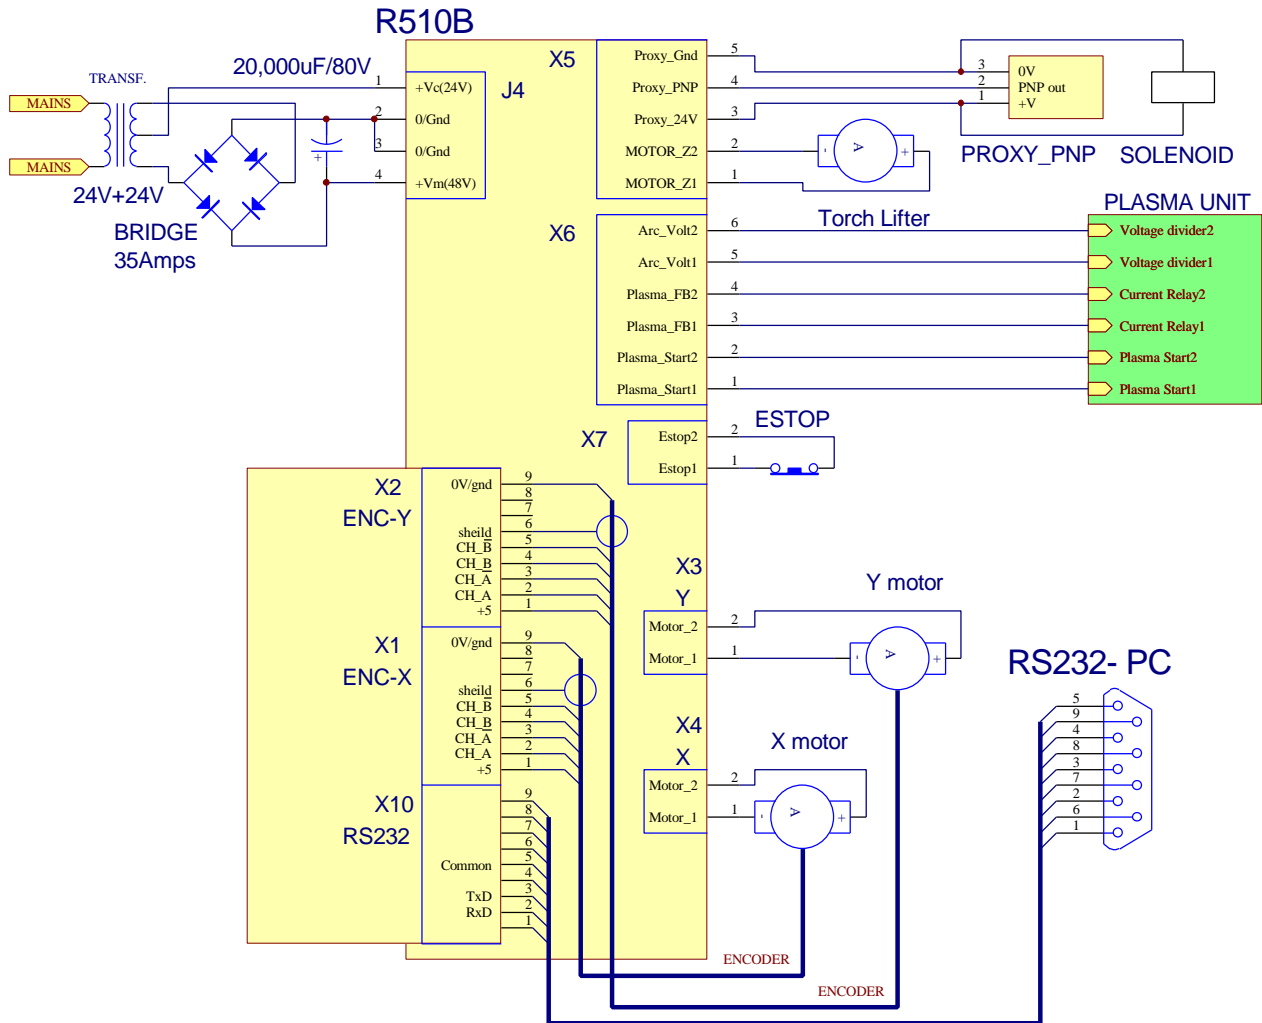 R510B
TRANSF.
MAINS
MAINS
24V+24V
BRIDGE
35Amps
20,000uF/80V
1
2
3
4
+
+Vc(24V)
0/Gnd
0/Gnd
+Vm(48V)
J4
X5
Proxy_Gnd 5
Proxy_PNP 4
Proxy_24V 3
MOTOR_Z2 2
MOTOR_Z1 1
- A +
Torch Lifter
3 0V
2 PNP out
1 +V
PROXY_PNP
SOLENOID
X6
Arc_Volt2 6
Arc_Volt1 5
Plasma_FB2 4
Plasma_FB1 3
Plasma_Start2 2
Plasma_Start1 1
PLASMA UNIT
Voltage divider2
Voltage divider1
Current Relay2
Current Relay1
Plasma Start2
Plasma Start1
X7
Estop2 2
Estop1 1
ESTOP
X2
ENC-Y
0V/gnd 9
8
7
sheild 6
CH_B̅ 5
CH_B 4
CH_A̅ 3
CH_A 2
+5 1
X1
ENC-X
0V/gnd 9
8
7
sheild 6
CH_B̅ 5
CH_B 4
CH_A̅ 3
CH_A 2
+5 1
X10
RS232
9
8
7
6
Common 5
4
TxD 3
RxD 2
1
X3
Y
Motor_2 2
Motor_1 1
Y motor
- A +
X4
X
Motor_2 2
Motor_1 1
X motor
- A +
ENCODER
ENCODER
RS232- PC
5
9
4
8
3
7
2
6
1